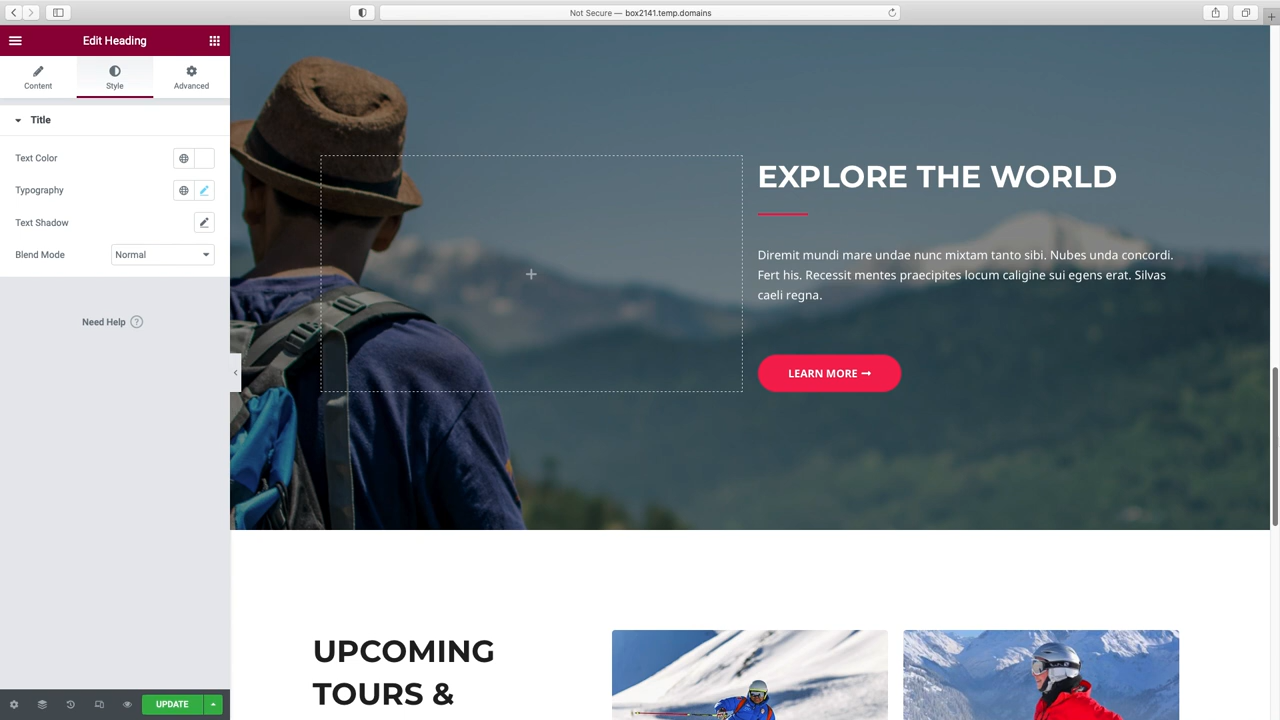 Not Secure — box2141.temp.domains
Edit Heading
Content
Style
Advanced
Title
Text Color
Typography
Text Shadow
Blend Mode
Normal
Need Help ?
UPDATE
EXPLORE THE WORLD
Diremit mundi mare undae nunc mixtam tanto sibi. Nubes unda concordi.
Fert his. Recessit mentes praecipites locum caligine sui egens erat. Silvas
caeli regna.
LEARN MORE →
UPCOMING
TOURS &